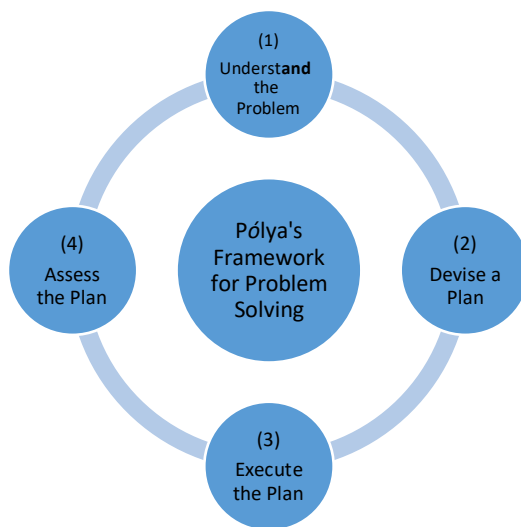 (1)
Understand
the
Problem
Pólya's
Framework
for Problem
Solving
(2)
Devise a
Plan
(3)
Execute
the Plan
(4)
Assess
the Plan